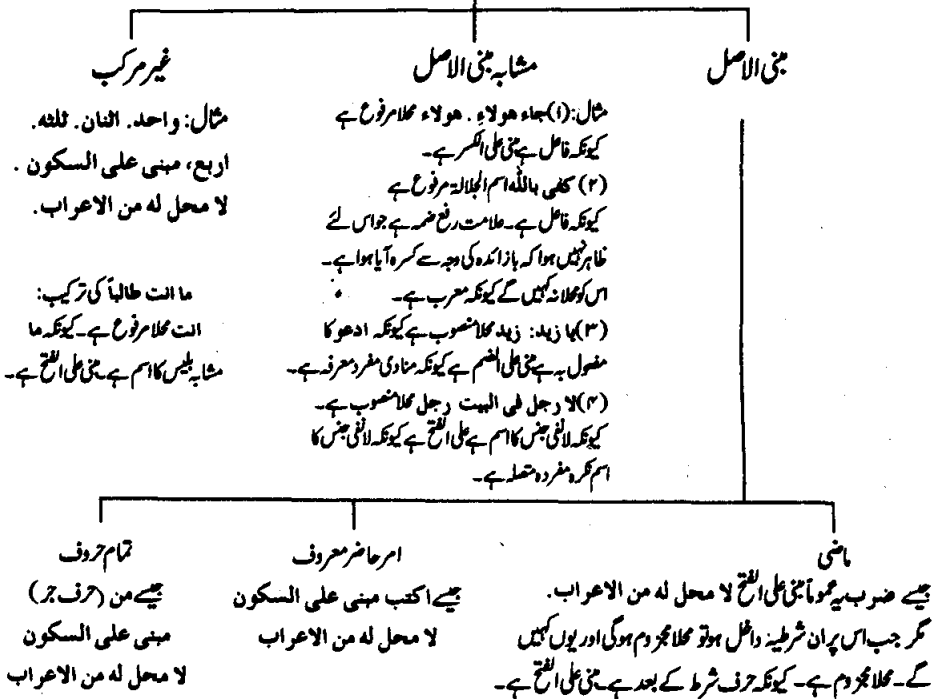 مبنی الاصل
مشابہ مبنی الاصل
مثال: (۱) جاء هولاءِ . هولاء محلا مرفوع ہے
کیونکہ فاعل ہے مبنی علی الکسر ہے۔
(۲) کفی باللّٰه اسم الجلالۃ مرفوع ہے
کیونکہ فاعل ہے۔ علامت رفع ضمہ ہے جو اس لئے
ظاہر نہیں ہوا کہ با زائدہ کی وجہ سے کسرہ آیا ہوا ہے۔
اس کو محلا نہ کہیں گے کیونکہ معرب ہے۔
(۳) یا زید: زید محلا منصوب ہے کیونکہ ادعو کا
مفعول بہ ہے مبنی علی الضم ہے کیونکہ منادی مفرد معرفہ ہے۔
(۴) لا رجل فی البیت رجل محلا منصوب ہے۔
کیونکہ لا نفی جنس کا اسم ہے علی الفتح ہے کیونکہ لا نفی جنس کا
اسم نکرہ مفردہ متصلہ ہے۔
غیر مرکب
مثال: واحد. اثنان. ثلثہ.
اربع، مبنی علی السکون .
لا محل له من الاعراب.
ما انت طالباً کی ترکیب:
انت محلا مرفوع ہے۔ کیونکہ ما
مشابہ بلیس کا اسم ہے۔ مبنی علی الفتح ہے۔
ماضی
جیسے ضرب یہ عموماً مبنی علی الفتح لا محل له من الاعراب.
مگر جب اس پر ان شرطیہ داخل ہو تو محلا مجزوم ہوگی اور یوں کہیں
گے۔ محلا مجزوم ہے۔ کیونکہ حرف شرط کے بعد ہے۔ مبنی علی الفتح ہے۔
امر حاضر معروف
جیسے اکتب مبنی علی السکون
لا محل له من الاعراب
تمام حروف
جیسے من (حرف جر)
مبنی علی السکون
لا محل له من الاعراب